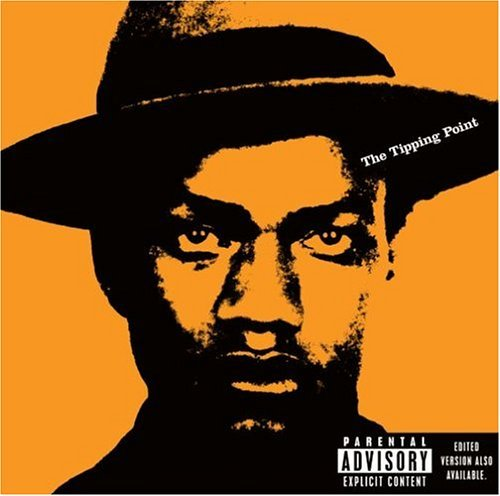 The Tipping Point
PARENTAL
ADVISORY
EXPLICIT CONTENT
EDITED
VERSION ALSO
AVAILABLE.